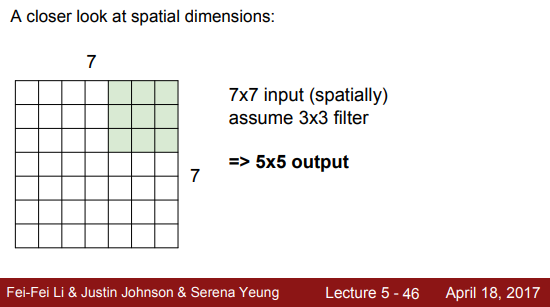 A closer look at spatial dimensions:
7
7x7 input (spatially)
assume 3x3 filter
=> 5x5 output
7
Fei-Fei Li & Justin Johnson & Serena Yeung
Lecture 5 - 46
April 18, 2017